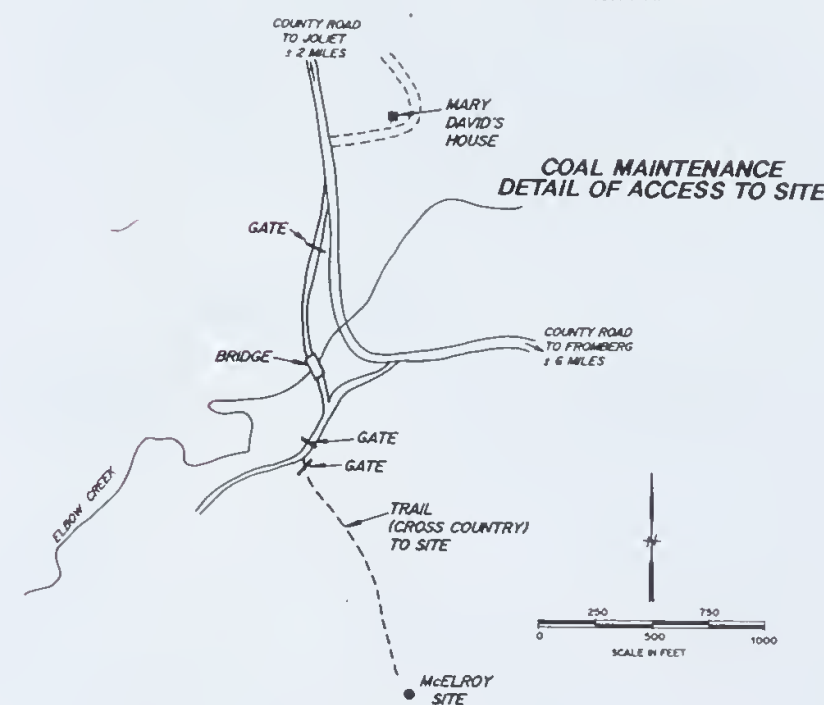 COUNTY ROAD
TO JOLIET
± 2 MILES
MARY
DAVID'S
HOUSE
COAL MAINTENANCE
DETAIL OF ACCESS TO SITE
GATE
COUNTY ROAD
TO FROMBERG
± 6 MILES
BRIDGE
GATE
GATE
ELBOW CREEK
TRAIL
(CROSS COUNTRY)
TO SITE
N
250 750
0 500 1000
SCALE IN FEET
McELROY
SITE